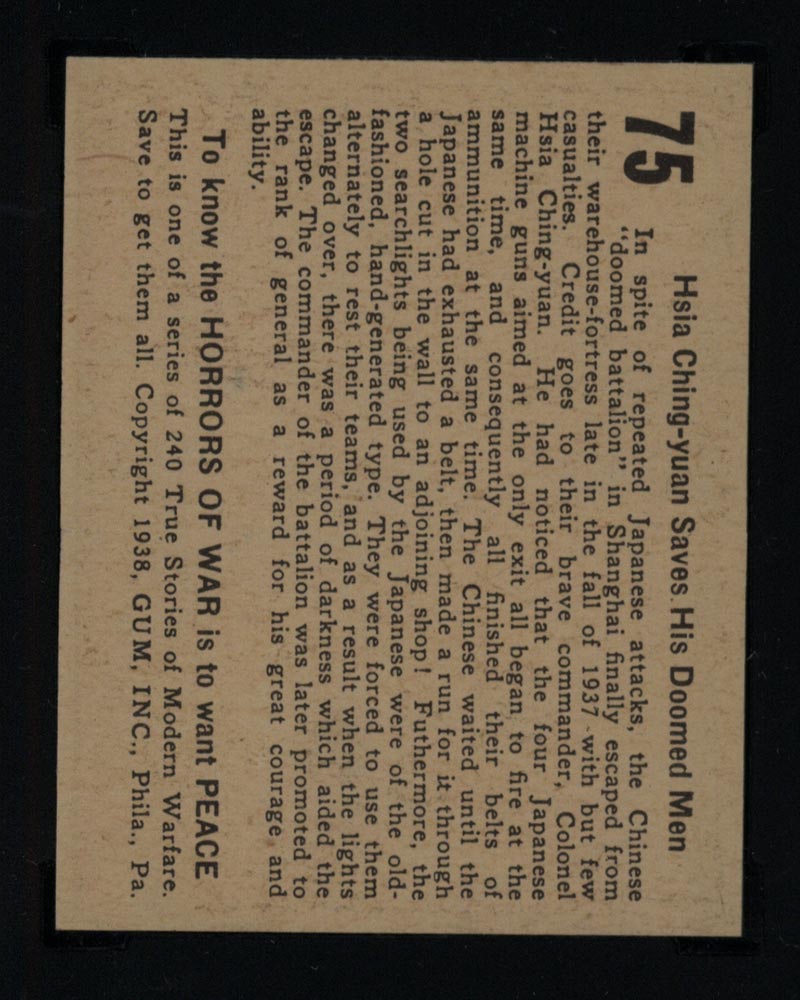 75 Hsia Ching-yuan Saves His Doomed Men
In spite of repeated Japanese attacks, the Chinese
"doomed battalion" in Shanghai finally escaped from
their warehouse-fortress late in the fall of 1937 with but few
casualties. Credit goes to their brave commander, Colonel
Hsia Ching-yuan. He had noticed that the four Japanese
machine guns aimed at the only exit all began to fire at the
same time, and consequently all finished their belts of
ammunition at the same time. The Chinese waited until the
Japanese had exhausted a belt, then made a run for it through
a hole cut in the wall to an adjoining shop! Futhermore, the
two searchlights being used by the Japanese were of the old-
fashioned, hand-generated type. They were forced to use them
alternately to rest their teams, and as a result when the lights
changed over, there was a period of darkness which aided the
escape. The commander of the battalion was later promoted to
the rank of general as a reward for his great courage and
ability.
To know the HORRORS OF WAR is to want PEACE
This is one of a series of 240 True Stories of Modern Warfare.
Save to get them all. Copyright 1938, GUM, INC., Phila., Pa.